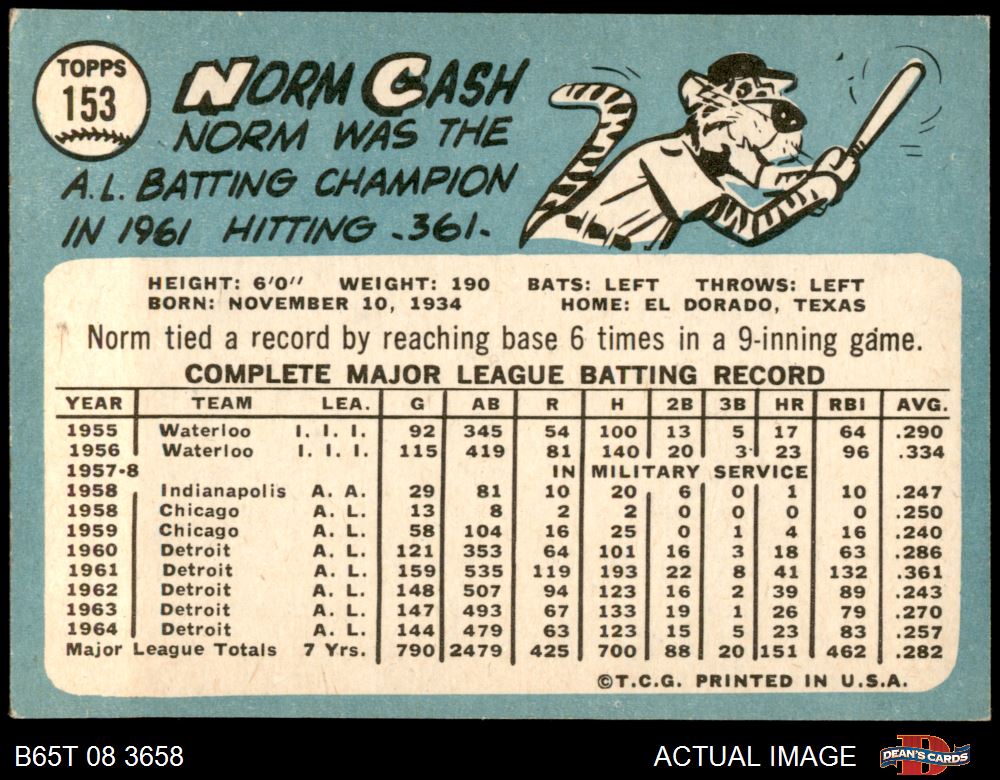 TOPPS
153
NORM CASH
NORM WAS THE
A.L. BATTING CHAMPION
IN 1961 HITTING .361.
HEIGHT: 6'0" WEIGHT: 190 BATS: LEFT THROWS: LEFT
BORN: NOVEMBER 10, 1934 HOME: EL DORADO, TEXAS
Norm tied a record by reaching base 6 times in a 9-inning game.
COMPLETE MAJOR LEAGUE BATTING RECORD
YEAR TEAM LEA. G AB R H 2B 3B HR RBI AVG.
1955 Waterloo I. I. I. 92 345 54 100 13 5 17 64 .290
1956 Waterloo I. I. I. 115 419 81 140 20 3 23 96 .334
1957-8 IN MILITARY SERVICE
1958 Indianapolis A. A. 29 81 10 20 6 0 1 10 .247
1958 Chicago A. L. 13 8 2 2 0 0 0 0 .250
1959 Chicago A. L. 58 104 16 25 0 1 4 16 .240
1960 Detroit A. L. 121 353 64 101 16 3 18 63 .286
1961 Detroit A. L. 159 535 119 193 22 8 41 132 .361
1962 Detroit A. L. 148 507 94 123 16 2 39 89 .243
1963 Detroit A. L. 147 493 67 133 19 1 26 79 .270
1964 Detroit A. L. 144 479 63 123 15 5 23 83 .257
Major League Totals 7 Yrs. 790 2479 425 700 88 20 151 462 .282
©T.C.G. PRINTED IN U.S.A.
B65T 08 3658 ACTUAL IMAGE DEAN'S CARDS